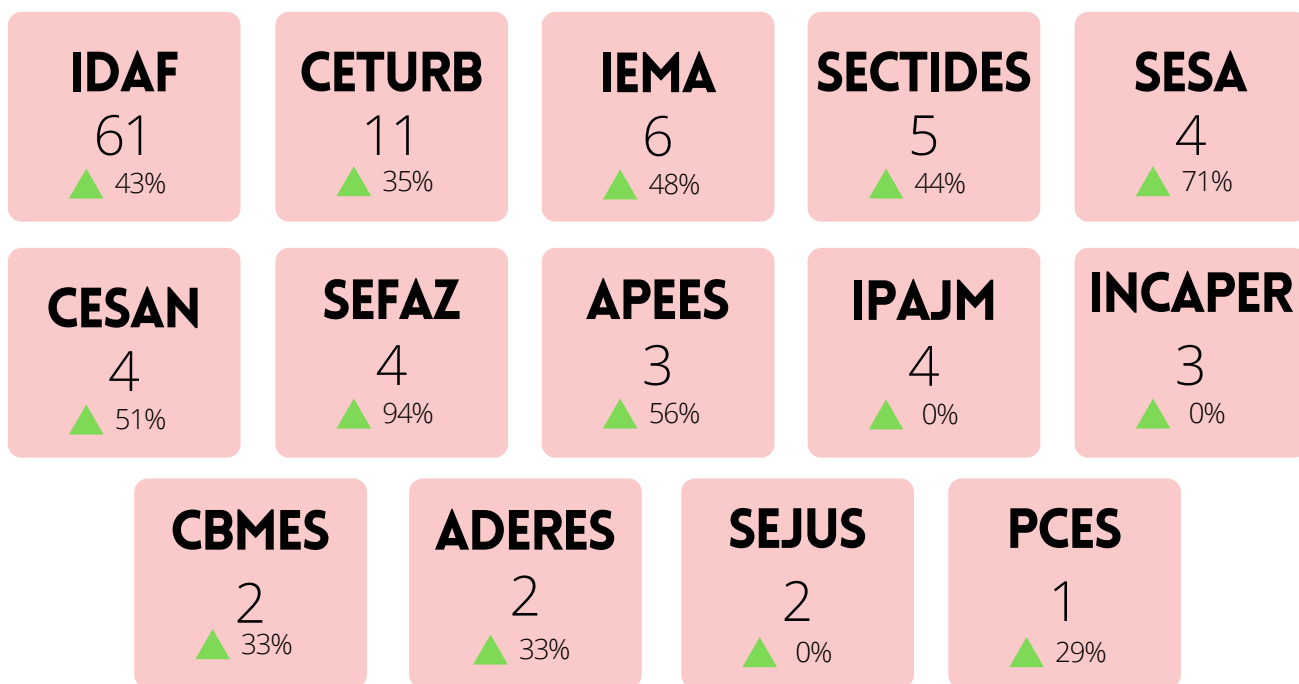 IDAF
61
43%
CETURB
11
35%
IEMA
6
48%
SECTIDES
5
44%
SESA
4
71%
CESAN
4
51%
SEFAZ
4
94%
APEES
3
56%
IPAJM
4
0%
INCAPER
3
0%
CBMES
2
33%
ADERES
2
33%
SEJUS
2
0%
PCES
1
29%